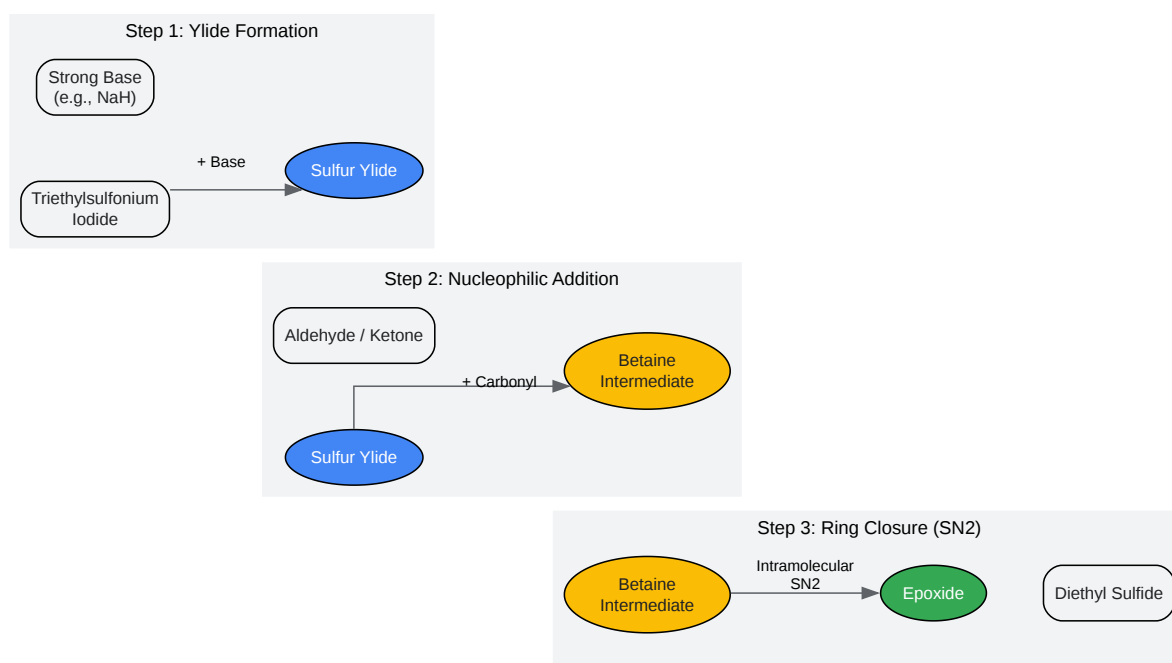 Step 1: Ylide Formation
Strong Base
(e.g., NaH)
+ Base
Sulfur Ylide
Triethylsulfonium
Iodide
Step 2: Nucleophilic Addition
Aldehyde / Ketone
+ Carbonyl
Betaine
Intermediate
Sulfur Ylide
Step 3: Ring Closure (SN2)
Betaine
Intermediate
Intramolecular
SN2
Epoxide
Diethyl Sulfide